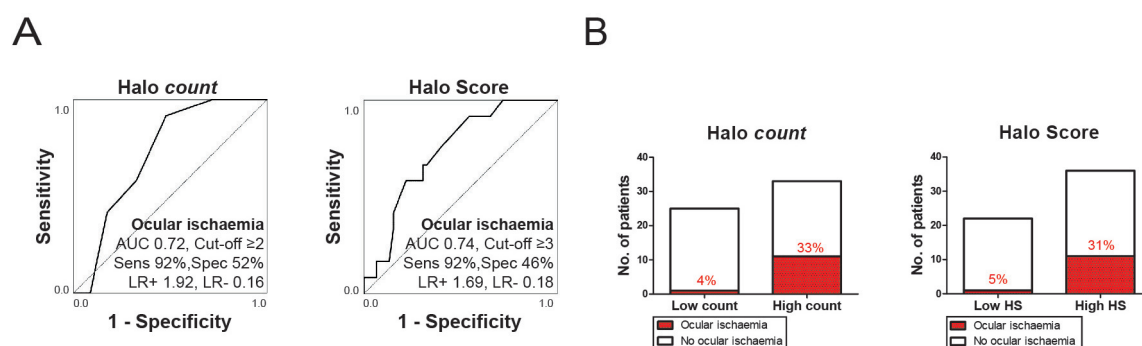 A
Halo count
1.0
Sensitivity
Ocular ischaemia
AUC 0.72, Cut-off ≥2
Sens 92%,Spec 52%
LR+ 1.92, LR- 0.16
0.0
0.0
1.0
1 - Specificity
Halo Score
1.0
Sensitivity
Ocular ischaemia
AUC 0.74, Cut-off ≥3
Sens 92%,Spec 46%
LR+ 1.69, LR- 0.18
0.0
0.0
1.0
1 - Specificity
B
Halo count
No. of patients
40
30
20
10
0
4%
33%
Low count
High count
Ocular ischaemia
No ocular ischaemia
Halo Score
No. of patients
40
30
20
10
0
5%
31%
Low HS
High HS
Ocular ischaemia
No ocular ischaemia